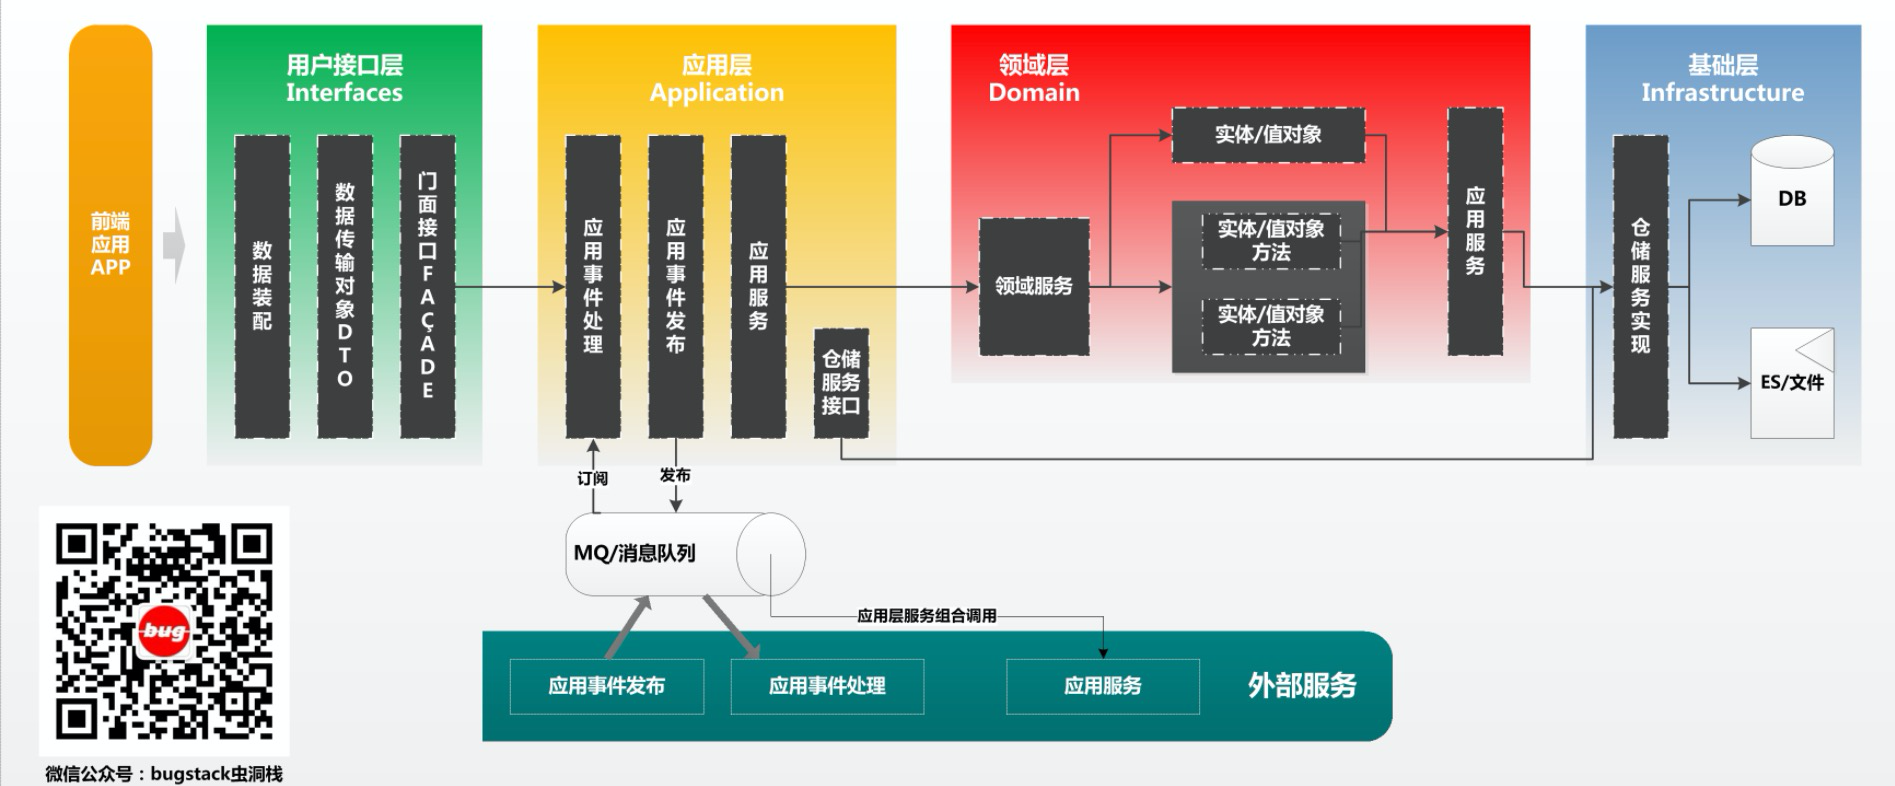 前端
应用
APP
用户接口层
Interfaces
数据装配
数据传输对象DTO
门面接口FAÇADE
应用层
Application
应用事件处理
应用事件发布
应用服务
仓储
服务
接口
领域层
Domain
领域服务
实体/值对象
实体/值对象
方法
实体/值对象
方法
应用服务
基础层
Infrastructure
仓储服务实现
DB
ES/文件
订阅
发布
MQ/消息队列
应用层服务组合调用
应用事件发布
应用事件处理
应用服务
外部服务
bug
微信公众号：bugstack虫洞栈